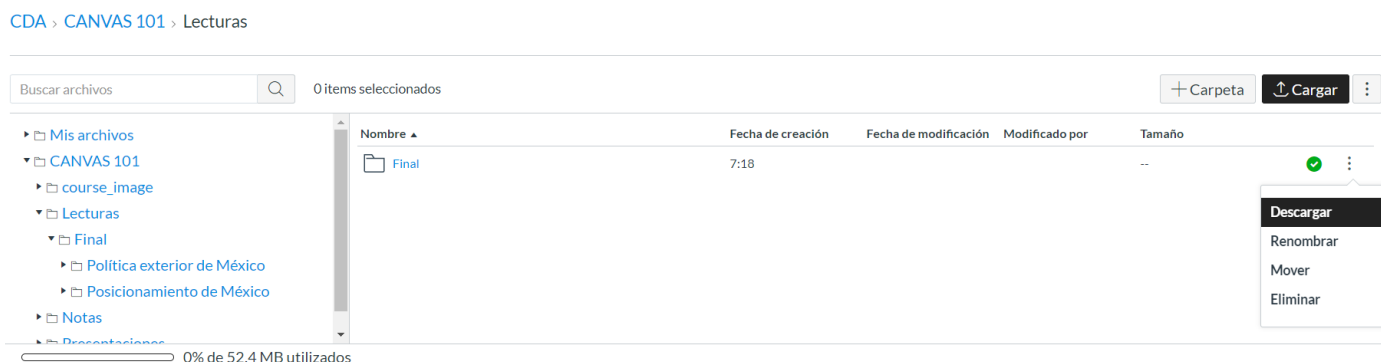 CDA › CANVAS 101 › Lecturas
Buscar archivos
0 items seleccionados
+ Carpeta
Cargar
Mis archivos
CANVAS 101
course_image
Lecturas
Final
Política exterior de México
Posicionamiento de México
Notas
Presentaciones
0% de 52.4 MB utilizados
Nombre Fecha de creación Fecha de modificación Modificado por Tamaño
Final 7:18 --
Descargar
Renombrar
Mover
Eliminar